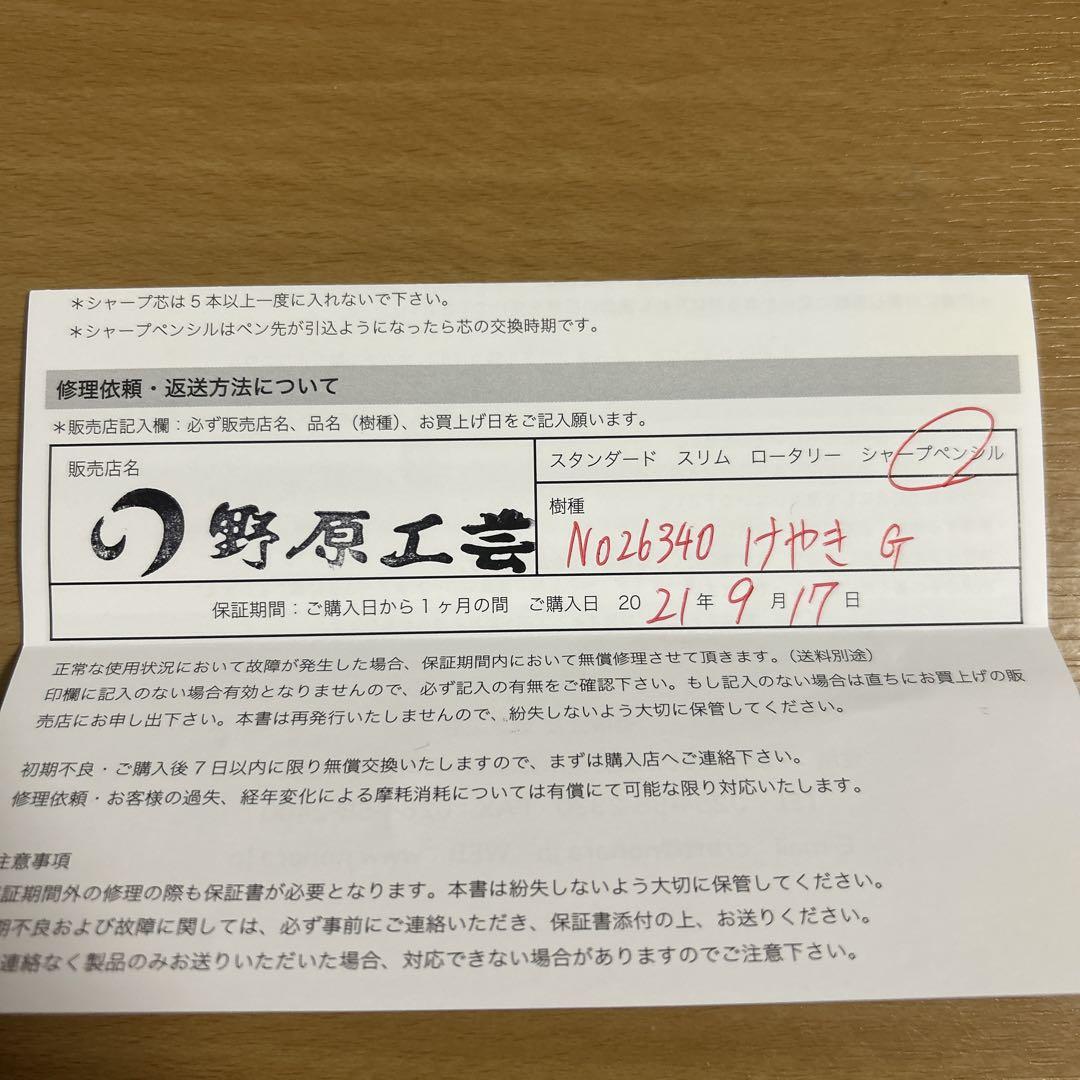 ＊シャープ芯は５本以上一度に入れないで下さい。
＊シャープペンシルはペン先が引込ようになったら芯の交換時期です。
修理依頼・返送方法について
＊販売店記入欄：必ず販売店名、品名（樹種）、お買上げ日をご記入願います。
販売店名
野原工芸
スタンダード　スリム　ロータリー　シャープペンシル
樹種
No26340 けやき G
保証期間：ご購入日から１ヶ月の間　ご購入日　2021年 9月17日
正常な使用状況において故障が発生した場合、保証期間内において無償修理させて頂きます。（送料別途）
印欄に記入のない場合有効となりませんので、必ず記入の有無をご確認下さい。もし記入のない場合は直ちにお買上げの販
売店にお申し出下さい。本書は再発行いたしませんので、紛失しないよう大切に保管してください。
初期不良・ご購入後７日以内に限り無償交換いたしますので、まずは購入店へご連絡下さい。
修理依頼・お客様の過失、経年変化による摩耗消耗については有償にて可能な限り対応いたします。
注意事項
証期間外の修理の際も保証書が必要となります。本書は紛失しないよう大切に保管してください。
期不良および故障に関しては、必ず事前にご連絡いただき、保証書添付の上、お送りください。
連絡なく製品のみお送りいただいた場合、対応できない場合がありますのでご注意下さい。